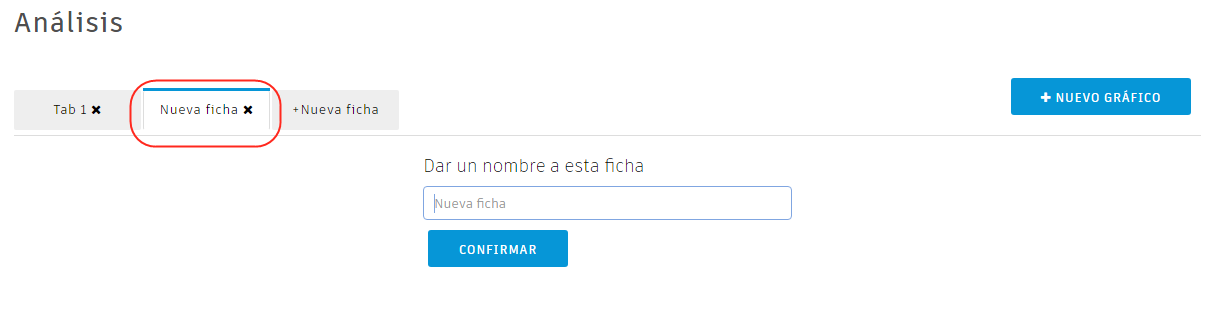 Análisis
Tab 1 ✖ Nueva ficha ✖ +Nueva ficha
✚ NUEVO GRÁFICO
Dar un nombre a esta ficha
Nueva ficha
CONFIRMAR